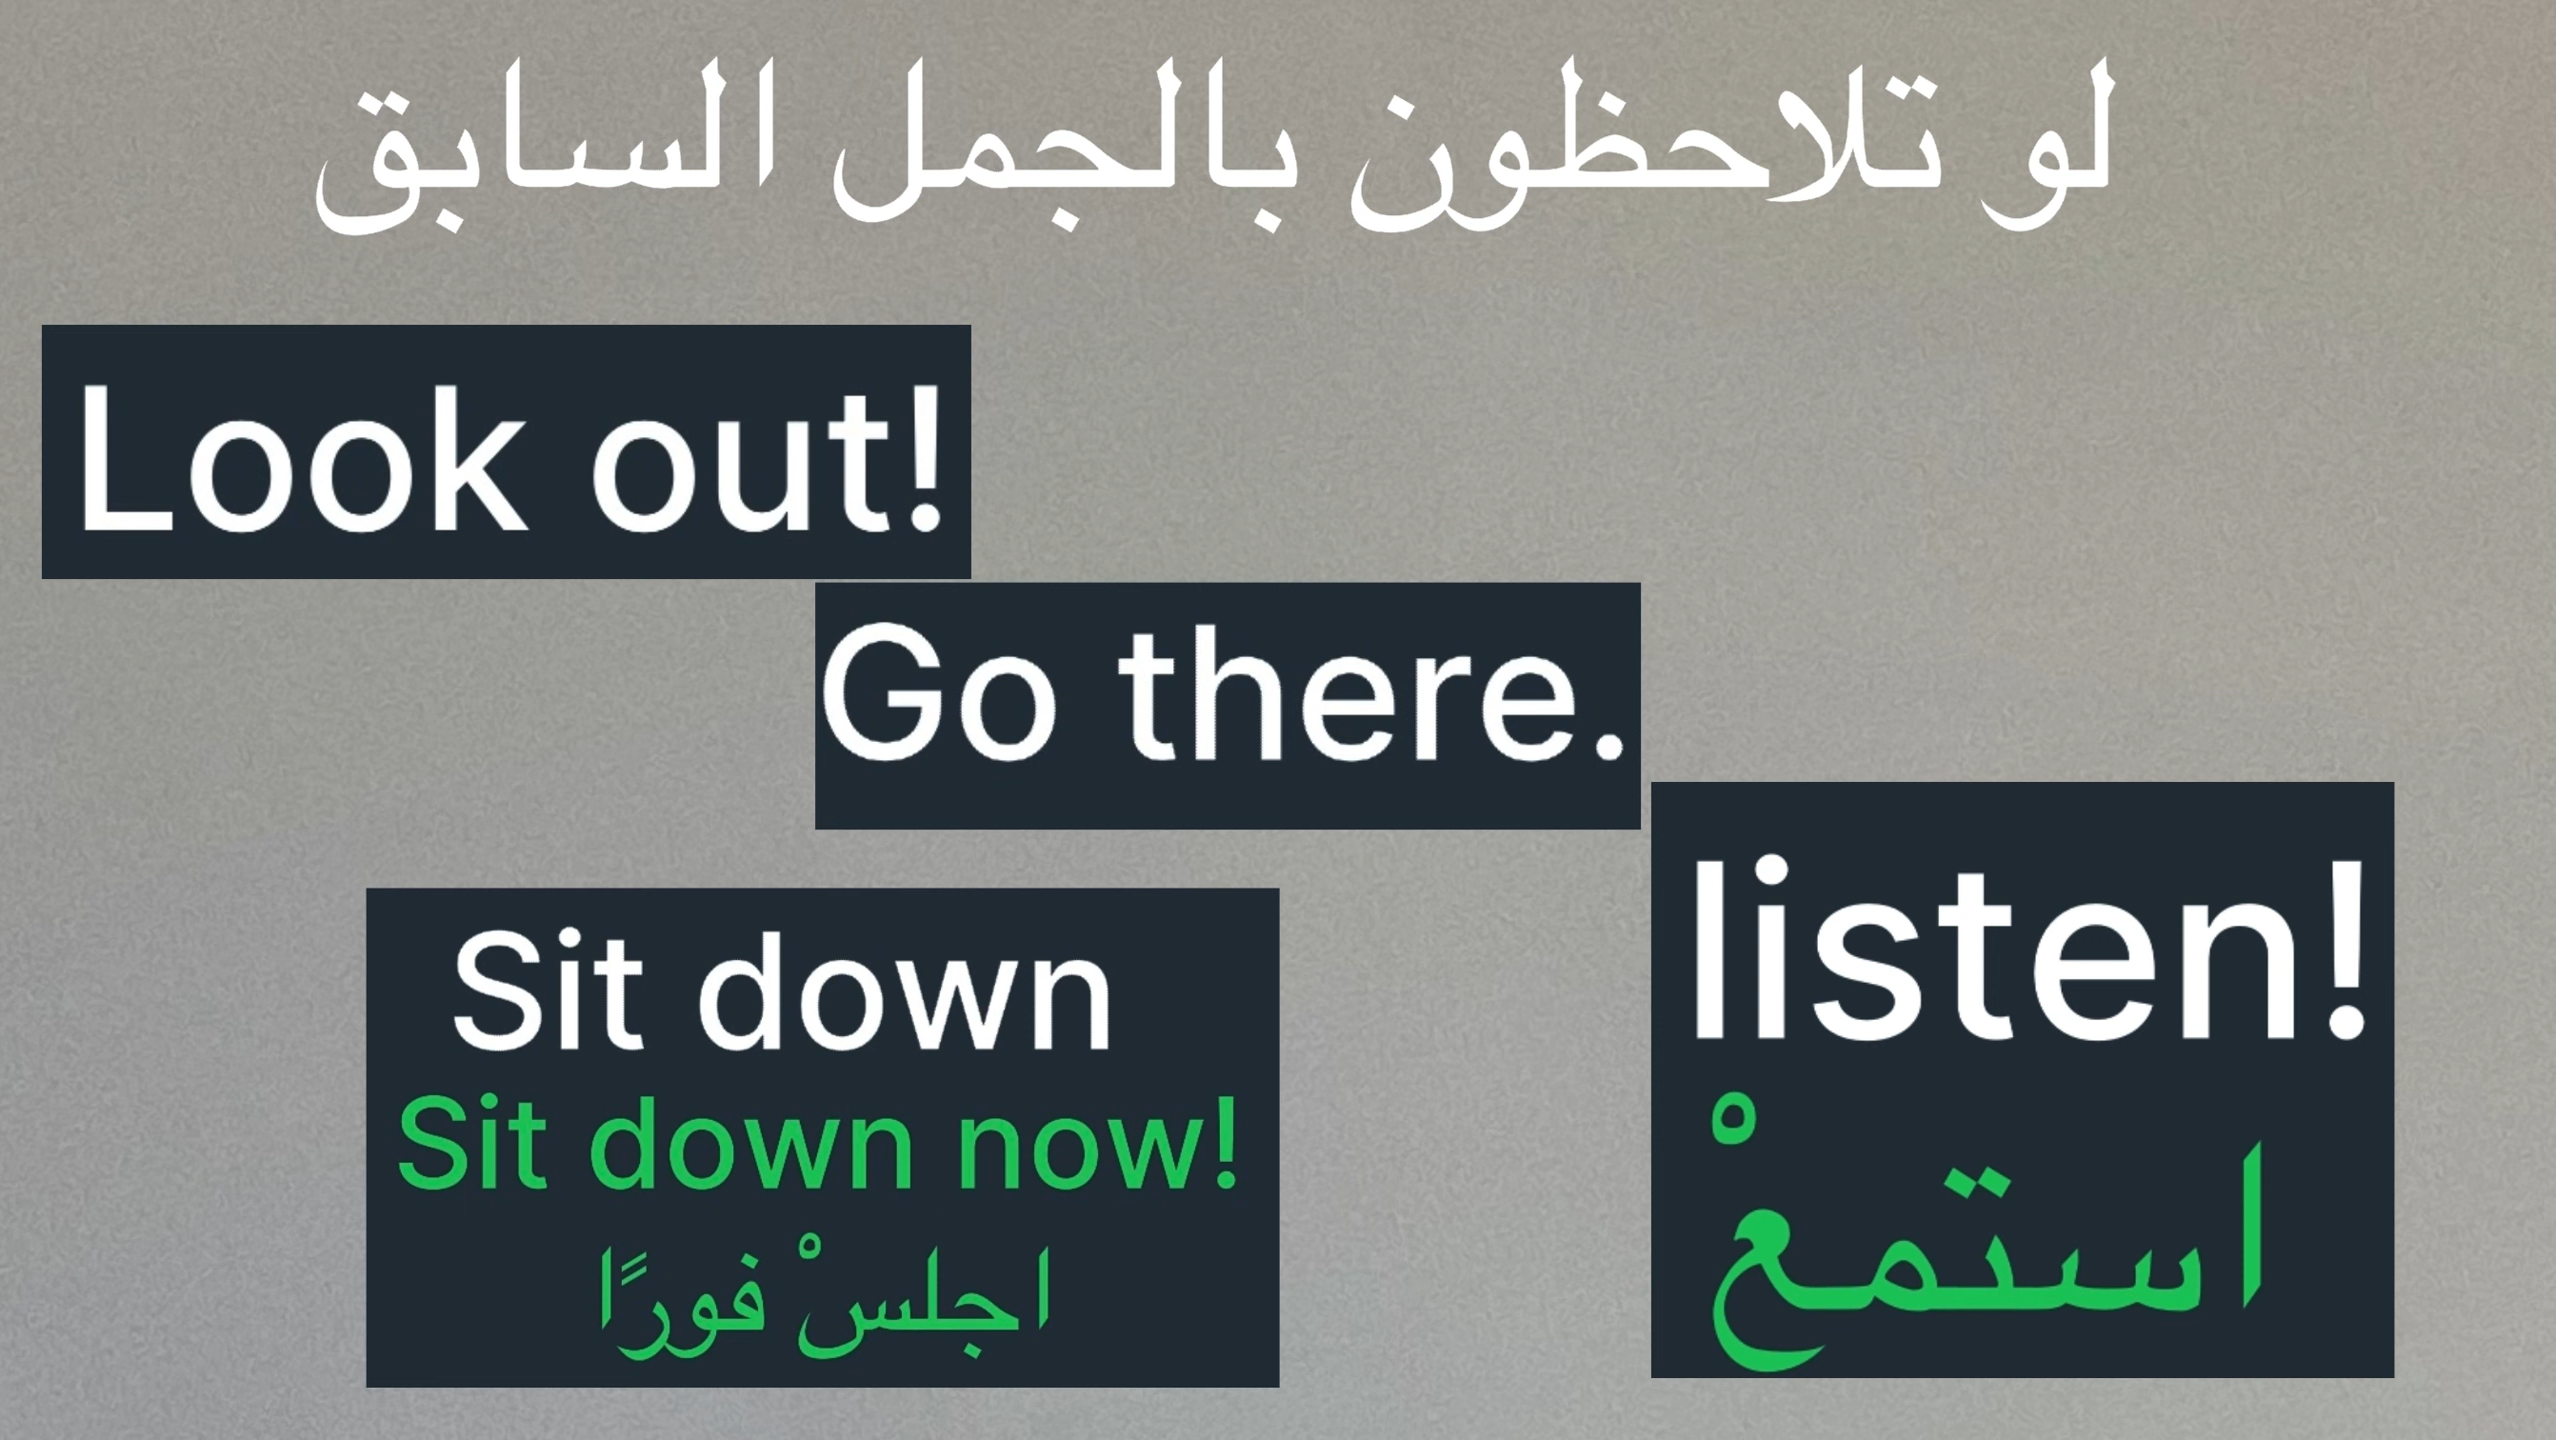 لو تلاحظون بالجمل السابق
Look out!
Go there.
listen!
استمعْ
Sit down
Sit down now!
اجلسْ فورًا